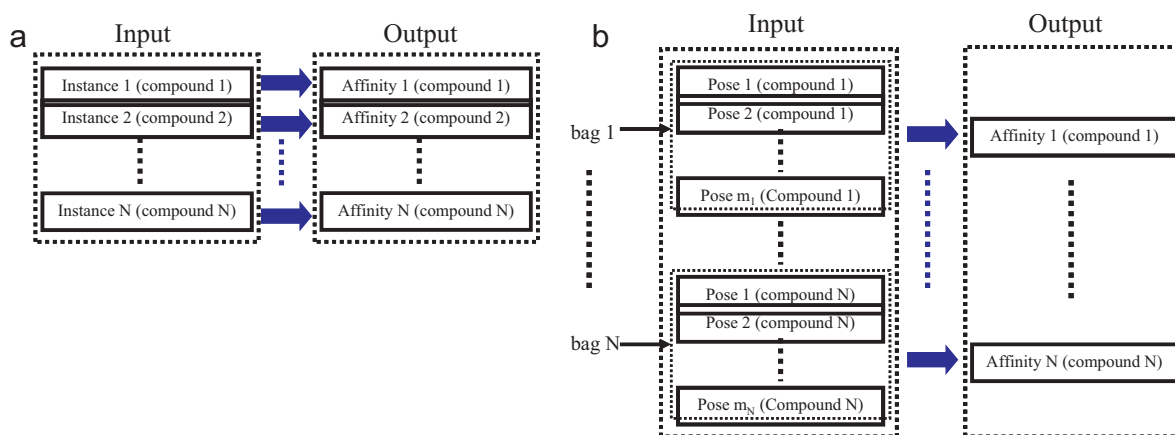 a
Input
Output
Instance 1 (compound 1)
Affinity 1 (compound 1)
Instance 2 (compound 2)
Affinity 2 (compound 2)
Instance N (compound N)
Affinity N (compound N)
b
Input
Output
Pose 1 (compound 1)
Pose 2 (compound 1)
bag 1
Affinity 1 (compound 1)
Pose m₁ (Compound 1)
Pose 1 (compound N)
Pose 2 (compound N)
bag N
Affinity N (compound N)
Pose m_N (Compound N)